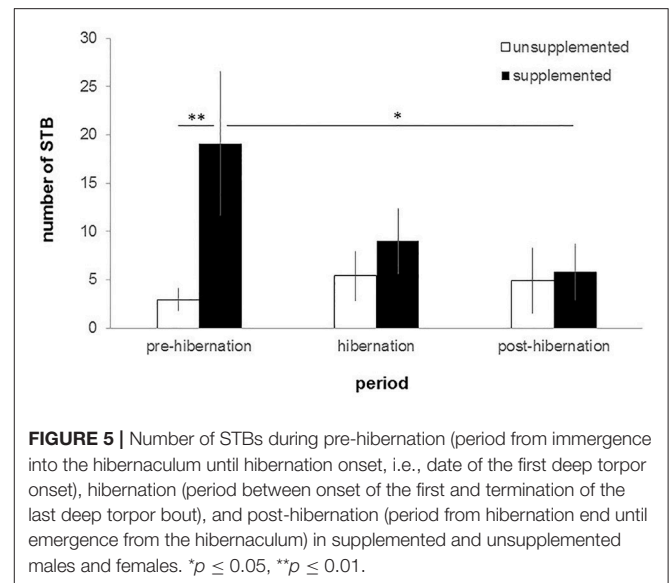 30
25
20
15
10
5
0
number of STB
unsupplemented
supplemented
**
*
pre-hibernation hibernation post-hibernation
period
FIGURE 5 | Number of STBs during pre-hibernation (period from immergence
into the hibernaculum until hibernation onset, i.e., date of the first deep torpor
onset), hibernation (period between onset of the first and termination of the
last deep torpor bout), and post-hibernation (period from hibernation end until
emergence from the hibernaculum) in supplemented and unsupplemented
males and females. *p ≤ 0.05, **p ≤ 0.01.